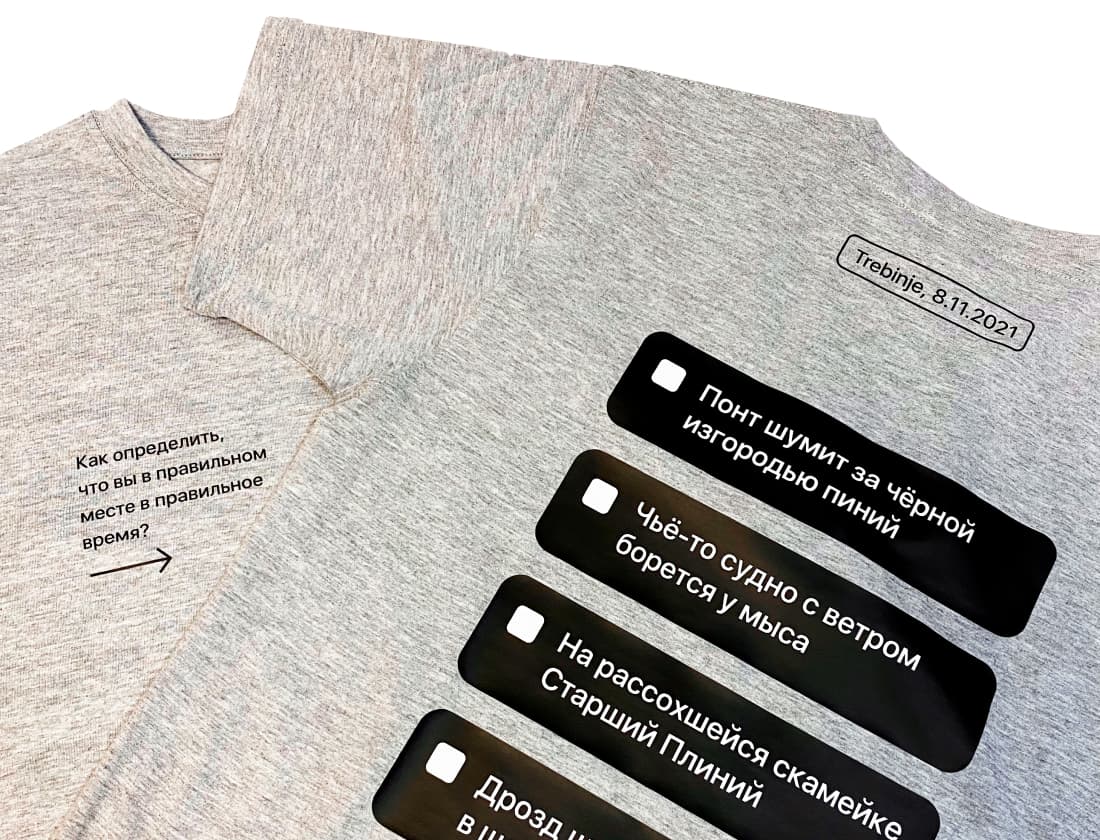 Как определить,
что вы в правильном
месте в правильное
время?
Trebinje, 8.11.2021
Понт шумит за чёрной
изгородью пиний
Чьё-то судно с ветром
борется у мыса
На рассохшейся скамейке
Старший Плиний
Дрозд
в